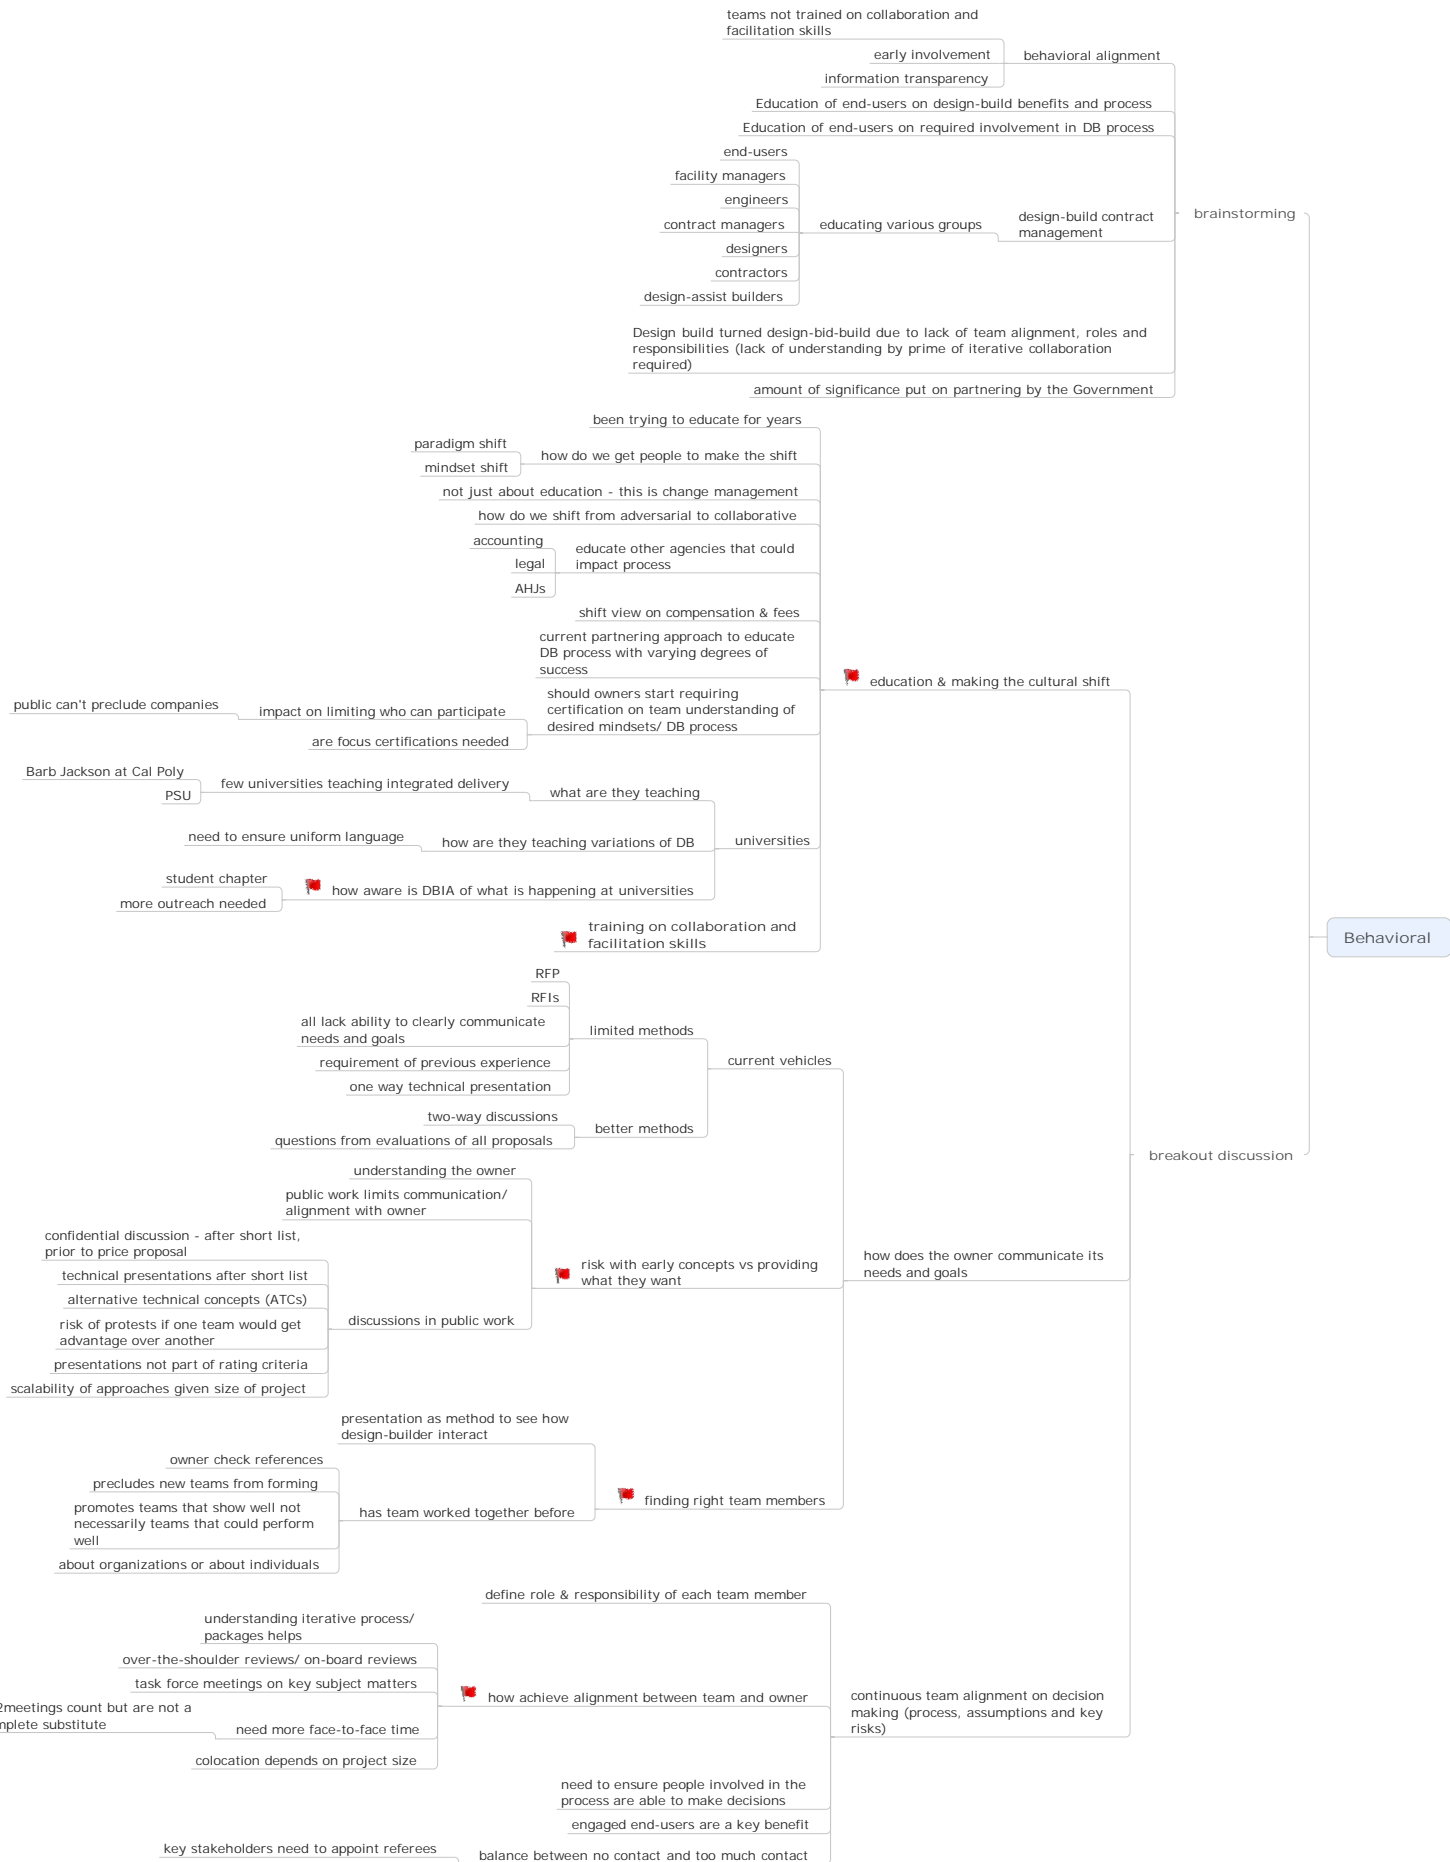 teams not trained on collaboration and
facilitation skills
early involvement
behavioral alignment
information transparency
Education of end-users on design-build benefits and process
Education of end-users on required involvement in DB process
end-users
facility managers
engineers
contract managers
educating various groups
design-build contract
management
brainstorming
designers
contractors
design-assist builders
Design build turned design-bid-build due to lack of team alignment, roles and
responsibilities (lack of understanding by prime of iterative collaboration
required)
amount of significance put on partnering by the Government
been trying to educate for years
paradigm shift
mindset shift
how do we get people to make the shift
not just about education - this is change management
how do we shift from adversarial to collaborative
accounting
legal
AHJs
educate other agencies that could
impact process
shift view on compensation & fees
current partnering approach to educate
DB process with varying degrees of
success
education & making the cultural shift
public can't preclude companies
impact on limiting who can participate
are focus certifications needed
should owners start requiring
certification on team understanding of
desired mindsets/ DB process
Barb Jackson at Cal Poly
PSU
few universities teaching integrated delivery
what are they teaching
need to ensure uniform language
how are they teaching variations of DB
universities
student chapter
more outreach needed
how aware is DBIA of what is happening at universities
training on collaboration and
facilitation skills
Behavioral
RFP
RFIs
all lack ability to clearly communicate
needs and goals
requirement of previous experience
one way technical presentation
limited methods
current vehicles
two-way discussions
questions from evaluations of all proposals
better methods
breakout discussion
understanding the owner
public work limits communication/
alignment with owner
confidential discussion - after short list,
prior to price proposal
technical presentations after short list
alternative technical concepts (ATCs)
risk of protests if one team would get
advantage over another
presentations not part of rating criteria
scalability of approaches given size of project
discussions in public work
risk with early concepts vs providing
what they want
how does the owner communicate its
needs and goals
presentation as method to see how
design-builder interact
owner check references
precludes new teams from forming
promotes teams that show well not
necessarily teams that could perform
well
about organizations or about individuals
has team worked together before
finding right team members
define role & responsibility of each team member
understanding iterative process/
packages helps
over-the-shoulder reviews/ on-board reviews
task force meetings on key subject matters
2meetings count but are not a
mplete substitute
need more face-to-face time
colocation depends on project size
how achieve alignment between team and owner
continuous team alignment on decision
making (process, assumptions and key
risks)
need to ensure people involved in the
process are able to make decisions
engaged end-users are a key benefit
key stakeholders need to appoint referees
balance between no contact and too much contact